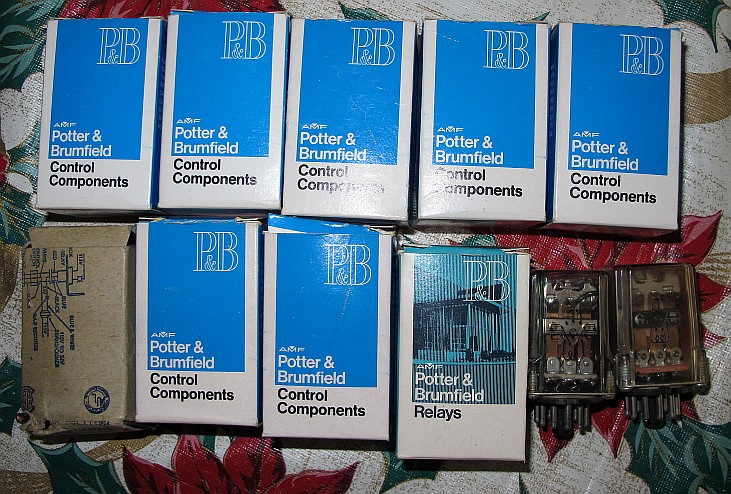 P&B
AMF
Potter &
Brumfield
Control
Components
P&B
AMF
Potter &
Brumfield
Control
Components
P&B
AMF
Potter &
Brumfield
Control
Components
P&B
AMF
Potter &
Brumfield
Control
Components
P&B
AMF
Potter &
Brumfield
Control
Components
P&B
AMF
Potter &
Brumfield
Control
Components
P&B
AMF
Potter &
Brumfield
Control
Components
P&B
AMF
Potter &
Brumfield
Relays